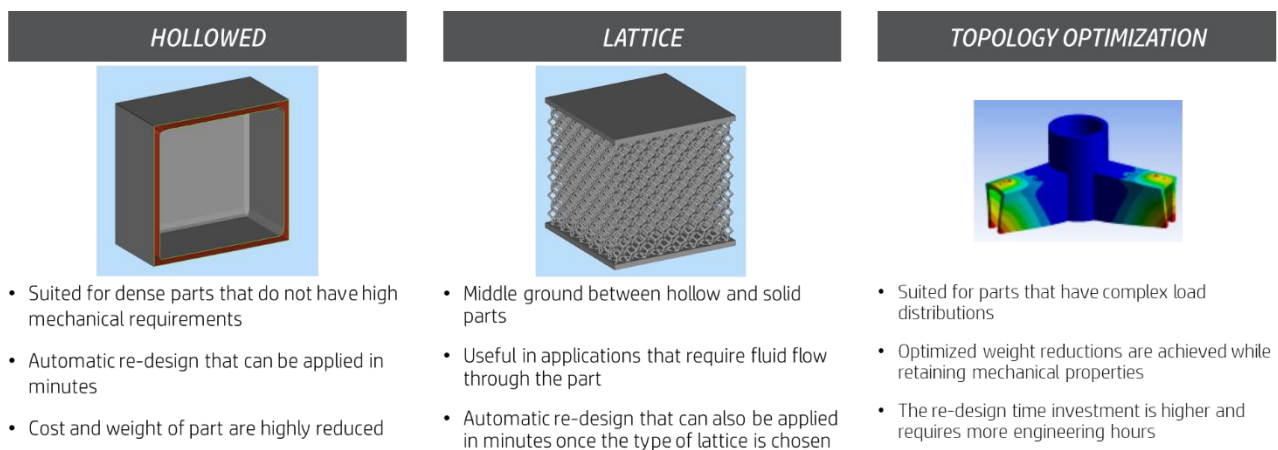 HOLLOWED
• Suited for dense parts that do not have high
mechanical requirements
• Automatic re-design that can be applied in
minutes
• Cost and weight of part are highly reduced
LATTICE
• Middle ground between hollow and solid
parts
• Useful in applications that require fluid flow
through the part
• Automatic re-design that can also be applied
in minutes once the type of lattice is chosen
TOPOLOGY OPTIMIZATION
• Suited for parts that have complex load
distributions
• Optimized weight reductions are achieved while
retaining mechanical properties
• The re-design time investment is higher and
requires more engineering hours